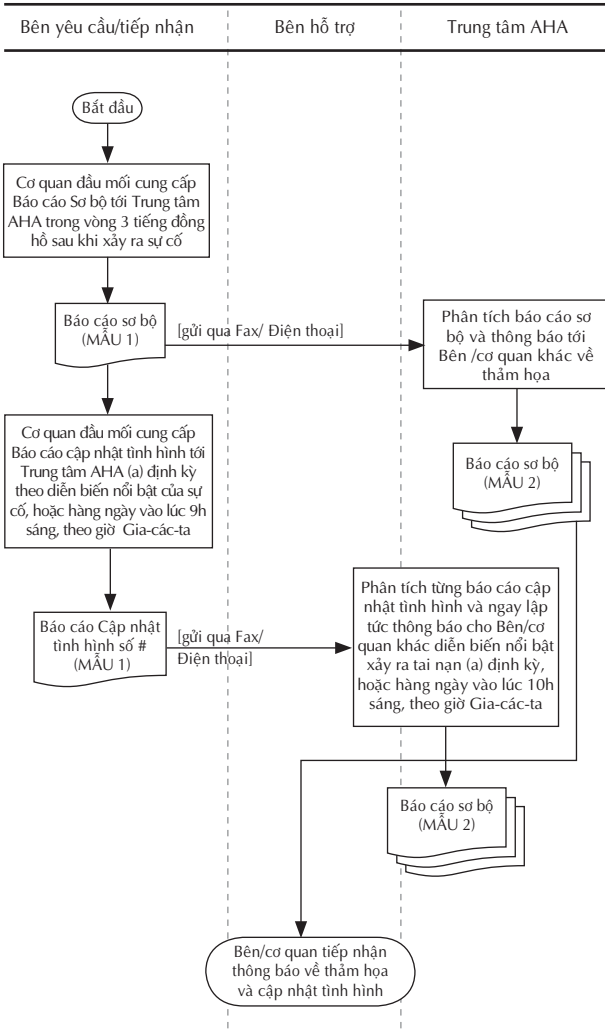 Bên yêu cầu/tiếp nhận
Bên hỗ trợ
Trung tâm AHA
Bắt đầu
Cơ quan đầu mối cung cấp
Báo cáo Sơ bộ tới Trung tâm
AHA trong vòng 3 tiếng đồng
hồ sau khi xảy ra sự cố
Báo cáo sơ bộ
(MẪU 1)
[gửi qua Fax/ Điện thoại]
Phân tích báo cáo sơ
bộ và thông báo tới
Bên /cơ quan khác về
thảm họa
Cơ quan đầu mối cung cấp
Báo cáo cập nhật tình hình tới
Trung tâm AHA (a) định kỳ
theo diễn biến nổi bật của sự
cố, hoặc hàng ngày vào lúc 9h
sáng, theo giờ Gia-các-ta
Báo cáo sơ bộ
(MẪU 2)
Báo cáo Cập nhật
tình hình số #
(MẪU 1)
[gửi qua Fax/
Điện thoại]
Phân tích từng báo cáo cập
nhật tình hình và ngay lập
tức thông báo cho Bên/cơ
quan khác diễn biến nổi bật
xảy ra tai nạn (a) định kỳ,
hoặc hàng ngày vào lúc 10h
sáng, theo giờ Gia-các-ta
Báo cáo sơ bộ
(MẪU 2)
Bên/cơ quan tiếp nhận
thông báo về thảm họa
và cập nhật tình hình